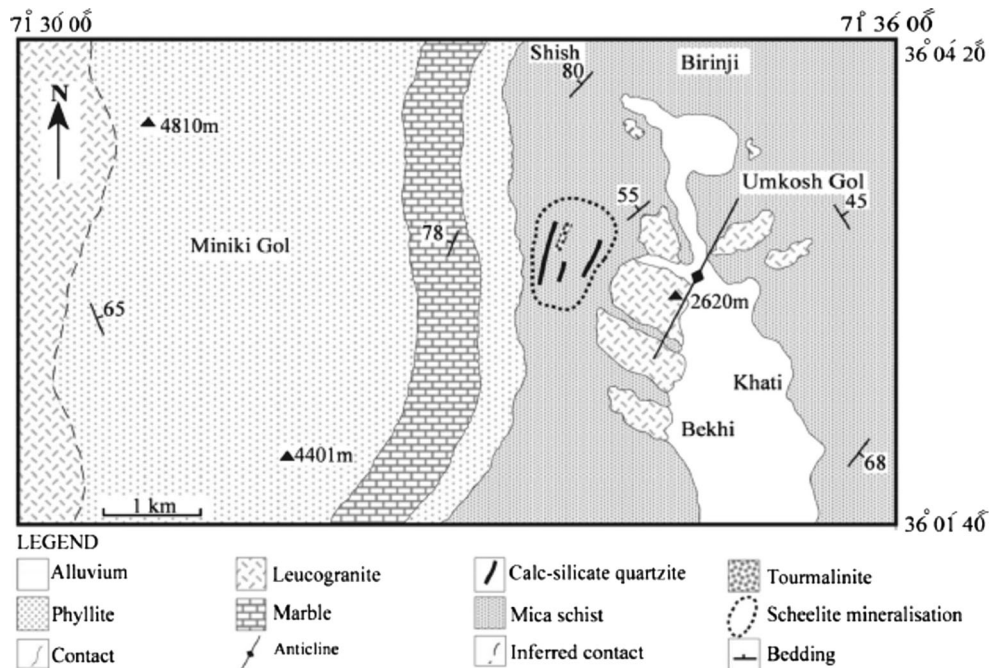 71° 30′ 00″ 71° 36′ 00″
36° 04′ 20″
Shish
80
Birinji
N
4810m
Umkosh Gol
55
45
Miniki Gol
78
65
2620m
Khati
Bekhi
4401m
68
1 km
36° 01′ 40″
LEGEND
Alluvium Leucogranite Calc-silicate quartzite Tourmalinite
Phyllite Marble Mica schist Scheelite mineralisation
Contact Anticline Inferred contact Bedding